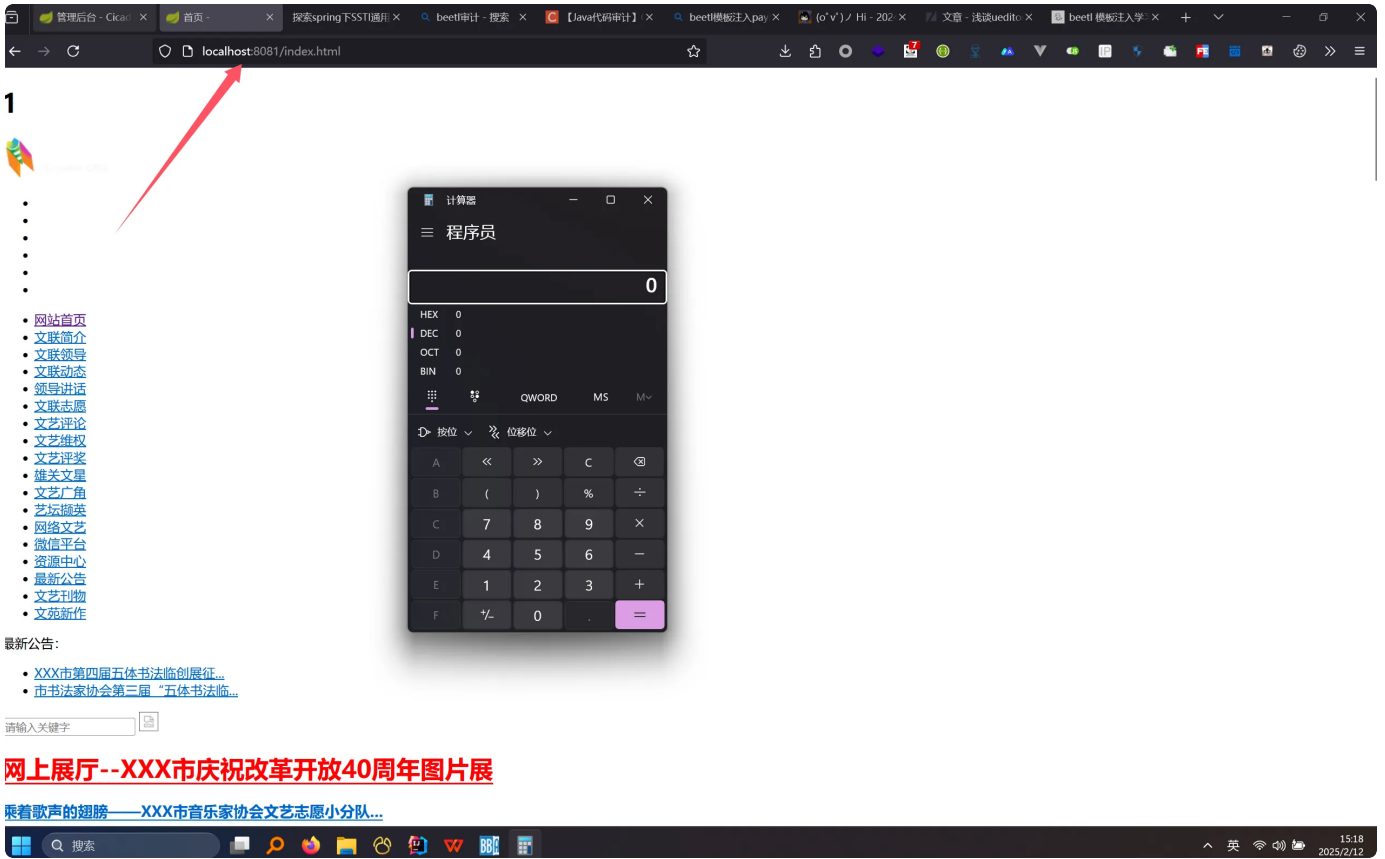 管理后台 - Cicad
首页 -
探索spring下SSTI通用
beetl审计 - 搜索
【Java代码审计】(
beetl模板注入pay
(o˚v˚)ノ Hi - 202
文章 - 浅谈uedito
beetl 模板注入学
localhost:8081/index.html
7
IP
FE
1
计算器
程序员
0
HEX 0
DEC 0
OCT 0
BIN 0
QWORD MS M
按位 位移位
A « » C
B ( ) % ÷
C 7 8 9 ×
D 4 5 6 −
E 1 2 3 +
F +/- 0 . =
网站首页
文联简介
文联领导
文联动态
领导讲话
文联志愿
文艺评论
文艺维权
文艺评奖
雄关文星
文艺广角
艺坛撷英
网络文艺
微信平台
资源中心
最新公告
文艺刊物
文苑新作
最新公告：
XXX市第四届五体书法临创展征...
市书法家协会第三届“五体书法临...
请输入关键字
网上展厅--XXX市庆祝改革开放40周年图片展
乘着歌声的翅膀——XXX市音乐家协会文艺志愿小分队...
搜索
英
15:18
2025/2/12